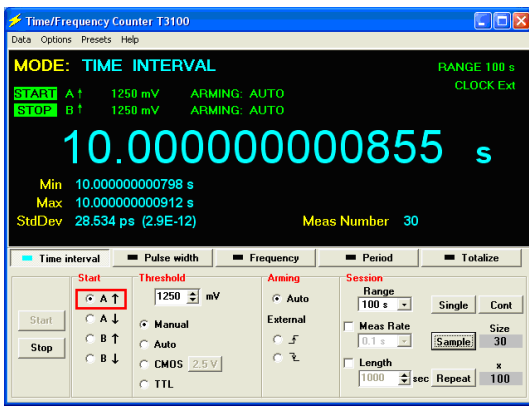 Time/Frequency Counter T3100
Data Options Presets Help
MODE: TIME INTERVAL RANGE 100 s
CLOCK Ext
START A↑ 1250 mV ARMING: AUTO
STOP B↑ 1250 mV ARMING: AUTO
10.000000000855 s
Min 10.000000000798 s
Max 10.000000000912 s
StdDev 28.534 ps (2.9E-12) Meas Number 30
Time interval Pulse width Frequency Period Totalize
Start Threshold Arming Session
A ↑ 1250 mV Auto Range
100 s Single Cont
Start A ↓ Manual External Meas Rate Size
0.1 s Sample 30
Stop B ↑ Auto
B ↓ CMOS 2.5 V Length x
1000 sec Repeat 100
TTL